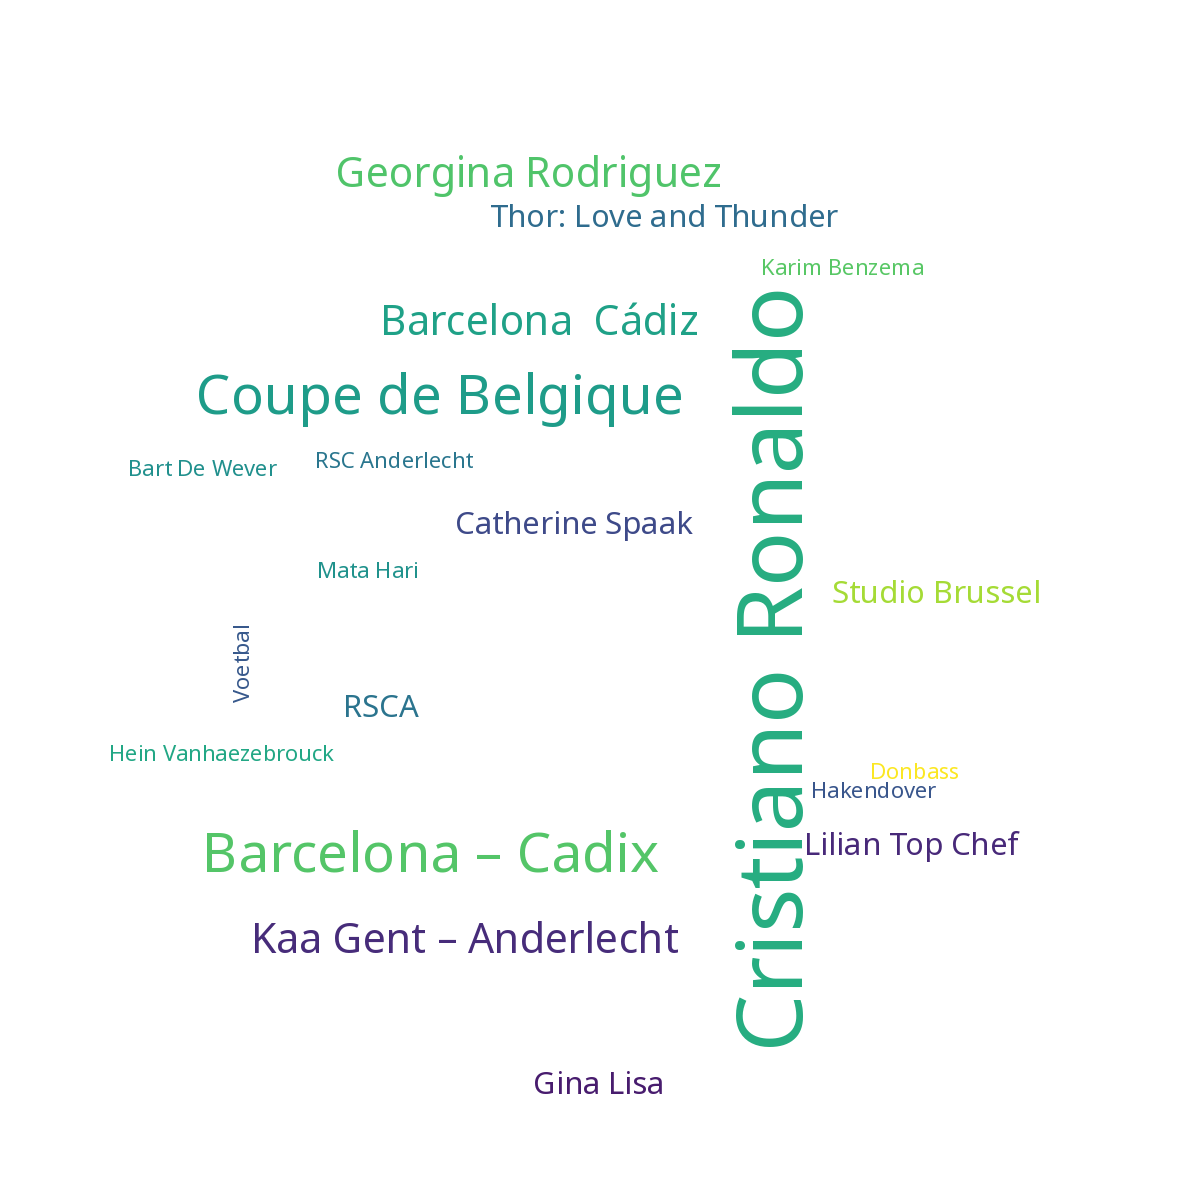 Georgina Rodriguez
Thor: Love and Thunder
Karim Benzema
Barcelona Cádiz
Coupe de Belgique
Bart De Wever
RSC Anderlecht
Catherine Spaak
Mata Hari
Studio Brussel
Voetbal
RSCA
Cristiano Ronaldo
Hein Vanhaezebrouck
Donbass
Hakendover
Lilian Top Chef
Barcelona – Cadix
Kaa Gent – Anderlecht
Gina Lisa